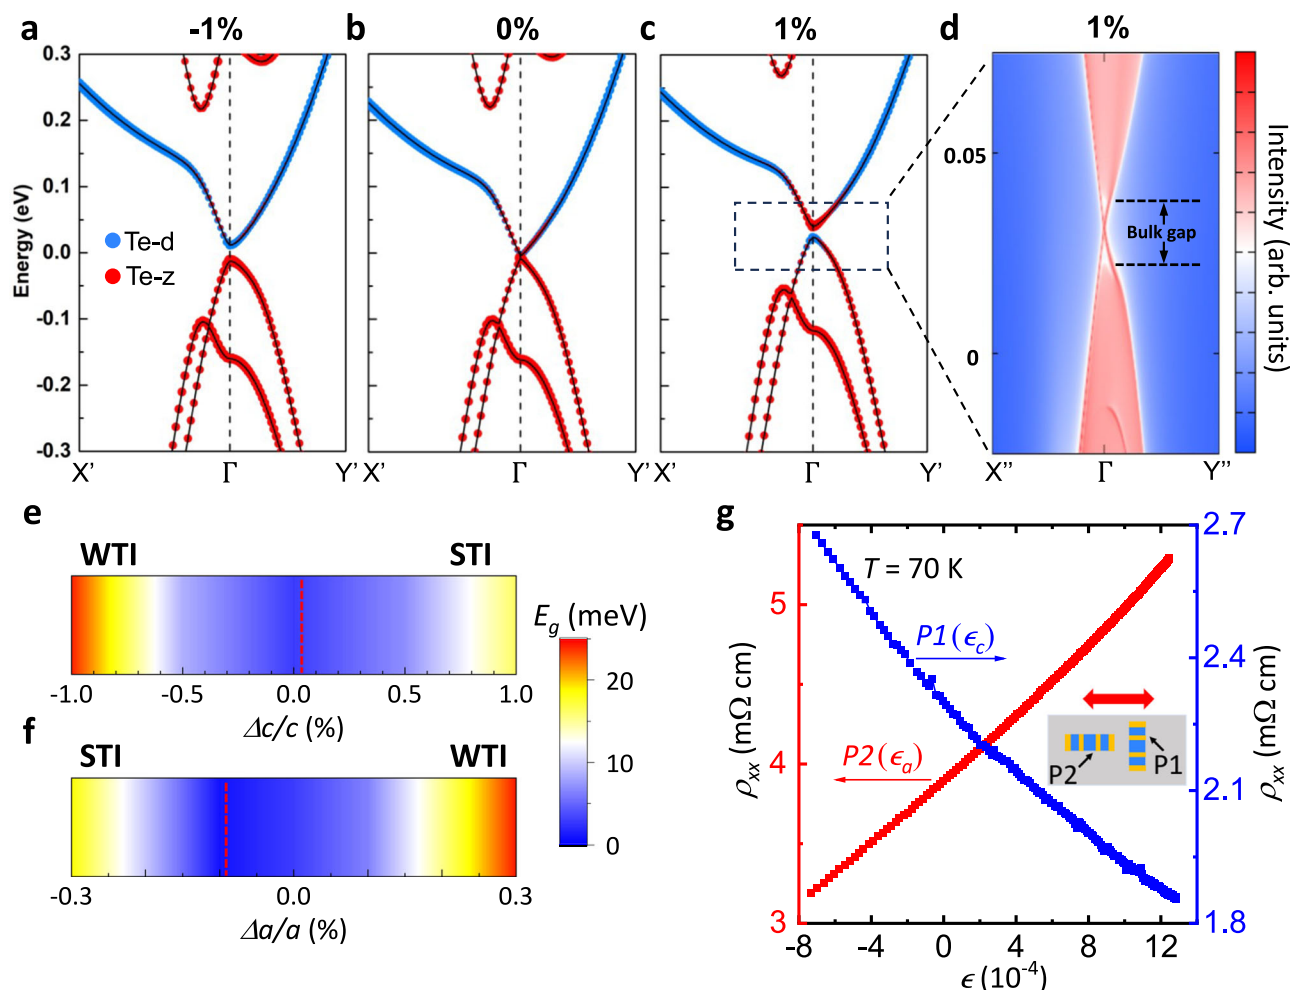 a -1% b 0% c 1% d 1%
0.3
0.2
0.1
0.0
-0.1
-0.2
-0.3
Energy (eV)
Te-d
Te-z
X' Γ Y' X' Γ Y' X' Γ Y'
0.05
0
Bulk gap
X'' Γ Y''
Intensity (arb. units)
e
WTI STI
-1.0 -0.5 0.0 0.5 1.0
Δc/c (%)
f
STI WTI
-0.3 0.0 0.3
Δa/a (%)
E_g (meV)
20
10
0
g
T = 70 K
P1(ϵ_c)
P2(ϵ_a)
P2 P1
5
4
3
ρ_xx (mΩ cm)
2.7
2.4
2.1
1.8
ρ_xx (mΩ cm)
-8 -4 0 4 8 12
ϵ (10⁻⁴)